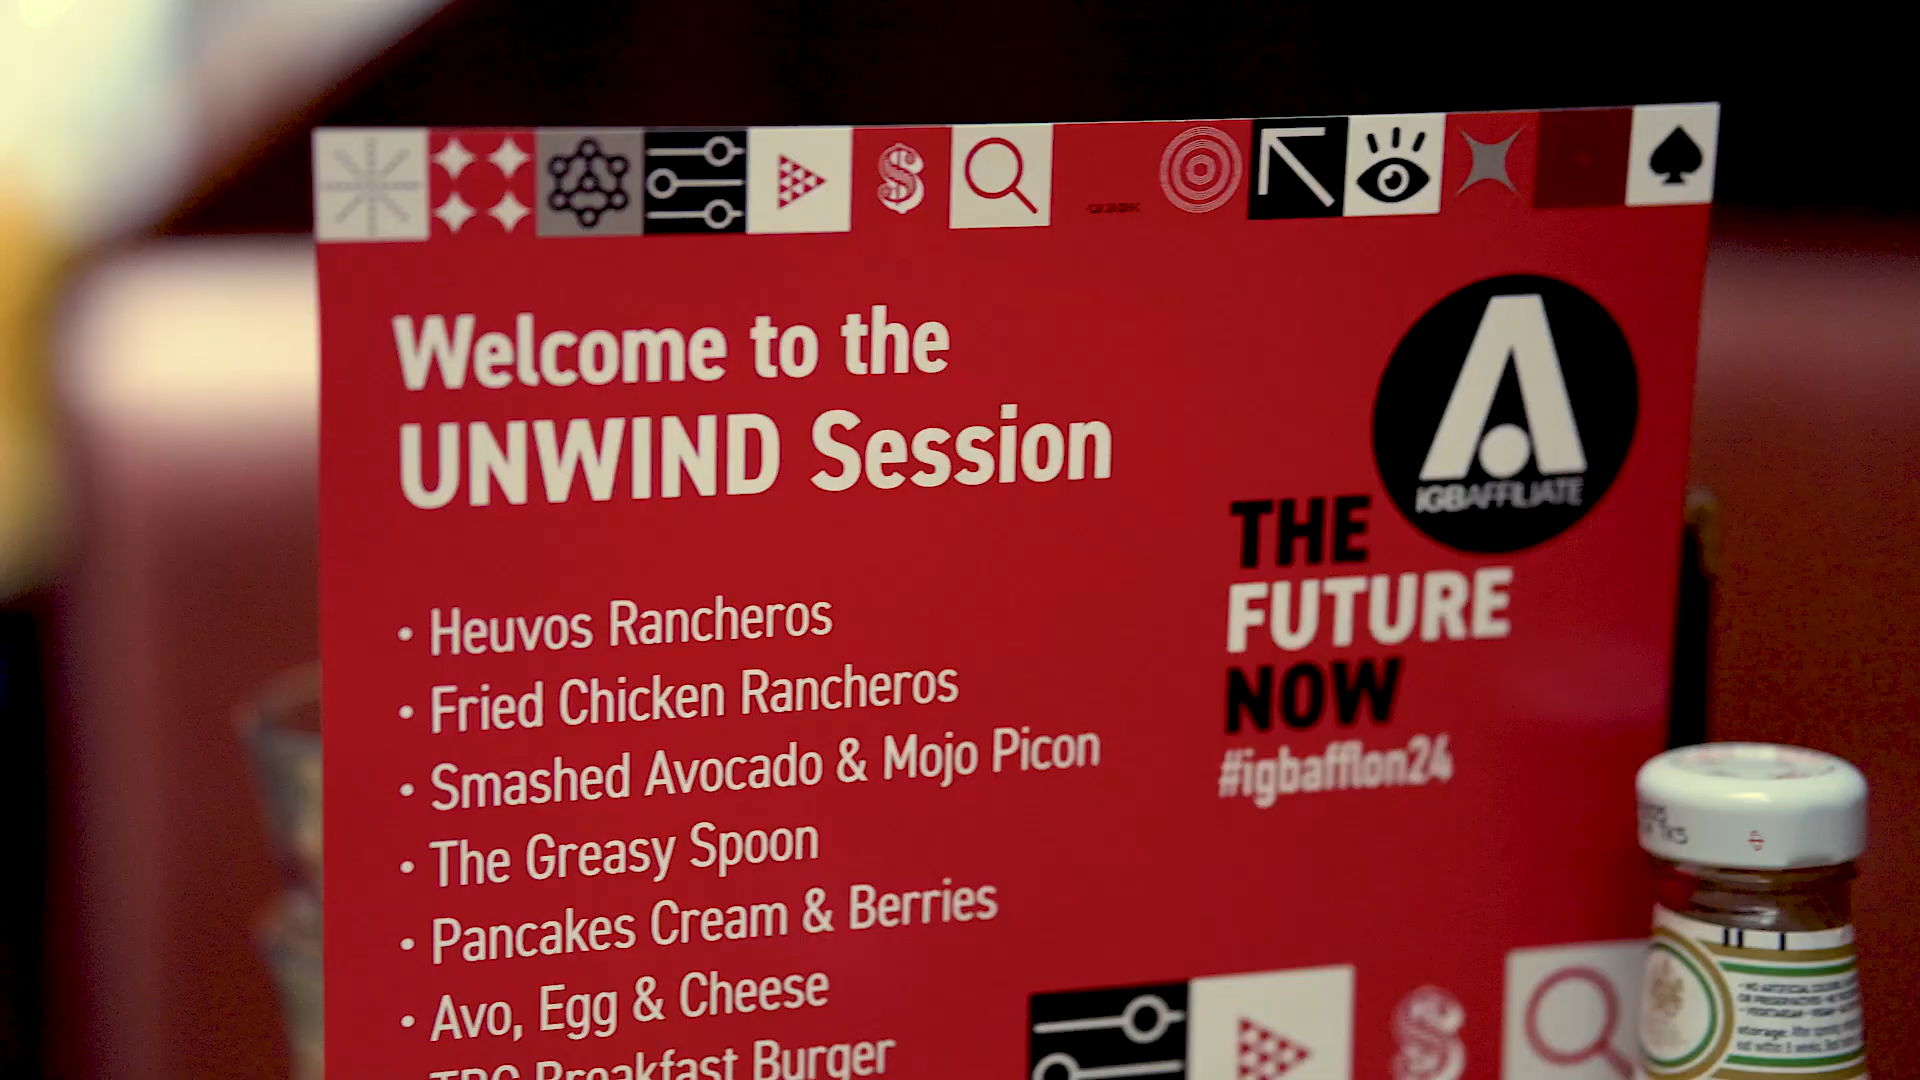 Welcome to the
UNWIND Session
iGBAFFILIATE
THE
FUTURE
NOW
#igbafflon24
• Heuvos Rancheros
• Fried Chicken Rancheros
• Smashed Avocado & Mojo Picon
• The Greasy Spoon
• Pancakes Cream & Berries
• Avo, Egg & Cheese
Breakfast Burger